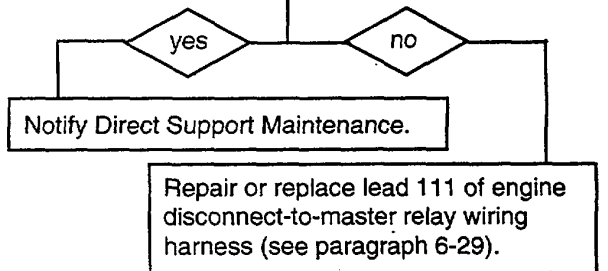 yes
no
Notify Direct Support Maintenance.
Repair or replace lead 111 of engine
disconnect-to-master relay wiring
harness (see paragraph 6-29).